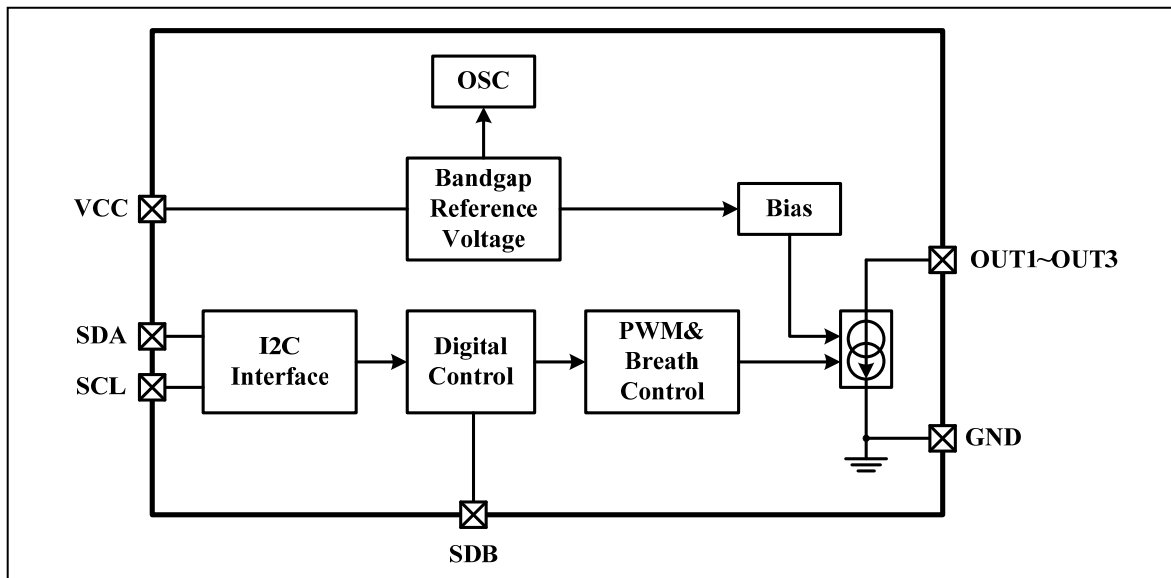 OSC
VCC
Bandgap
Reference
Voltage
Bias
OUT1~OUT3
SDA
SCL
I2C
Interface
Digital
Control
PWM&
Breath
Control
GND
SDB